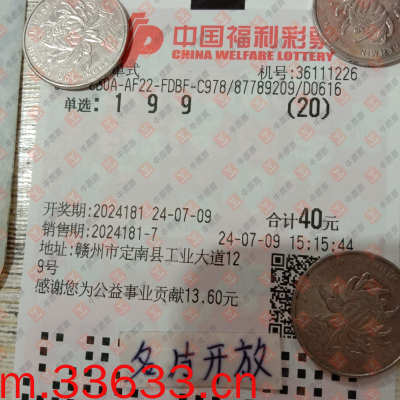 中国福利彩票
CHINA WELFARE LOTTERY
单式 机号:36111226
-AF22-FDBF-C978/87789209/D0616
单选: 1 9 9 (20)
开奖期:2024181 24-07-09 合计40元
销售期:2024181-7 24-07-09 15:15:44
地址:赣州市定南县工业大道12
9号
感谢您为公益事业贡献13.60元
名片开放
m.33633.cn